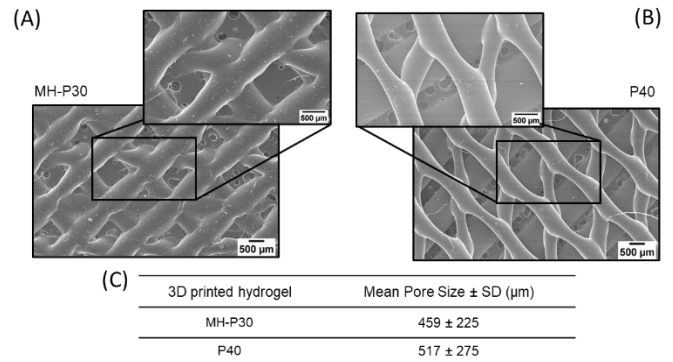 (A)
(B)
MH-P30
P40
500 µm
500 µm
500 µm
500 µm
(C)
3D printed hydrogel Mean Pore Size ± SD (µm)
MH-P30 459 ± 225
P40 517 ± 275